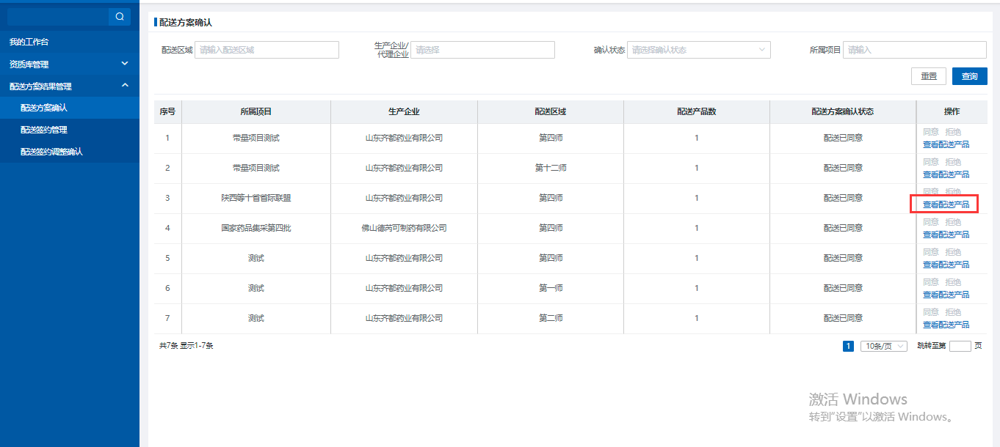 我的工作台
资质库管理
配送方案结果管理
配送方案确认
配送签约管理
配送签约调整确认
配送方案确认
配送区域 请输入配送区域 生产企业/代理企业 请选择 确认状态 请选择确认状态 所属项目 请输入
重置 查询
序号 所属项目 生产企业 配送区域 配送产品数 配送方案确认状态 操作
1 带量项目测试 山东齐都药业有限公司 第四师 1 配送已同意 同意 拒绝
查看配送产品
2 带量项目测试 山东齐都药业有限公司 第十二师 1 配送已同意 同意 拒绝
查看配送产品
3 陕西等十首省际联盟 山东齐都药业有限公司 第四师 1 配送已同意 同意 拒绝
查看配送产品
4 国家药品集采第四批 佛山德芮可制药有限公司 第四师 1 配送已同意 同意 拒绝
查看配送产品
5 测试 山东齐都药业有限公司 第四师 1 配送已同意 同意 拒绝
查看配送产品
6 测试 山东齐都药业有限公司 第一师 1 配送已同意 同意 拒绝
查看配送产品
7 测试 山东齐都药业有限公司 第二师 1 配送已同意 同意 拒绝
查看配送产品
共7条 显示1-7条 1 10条/页 跳转至第 页
激活 Windows
转到"设置"以激活 Windows。